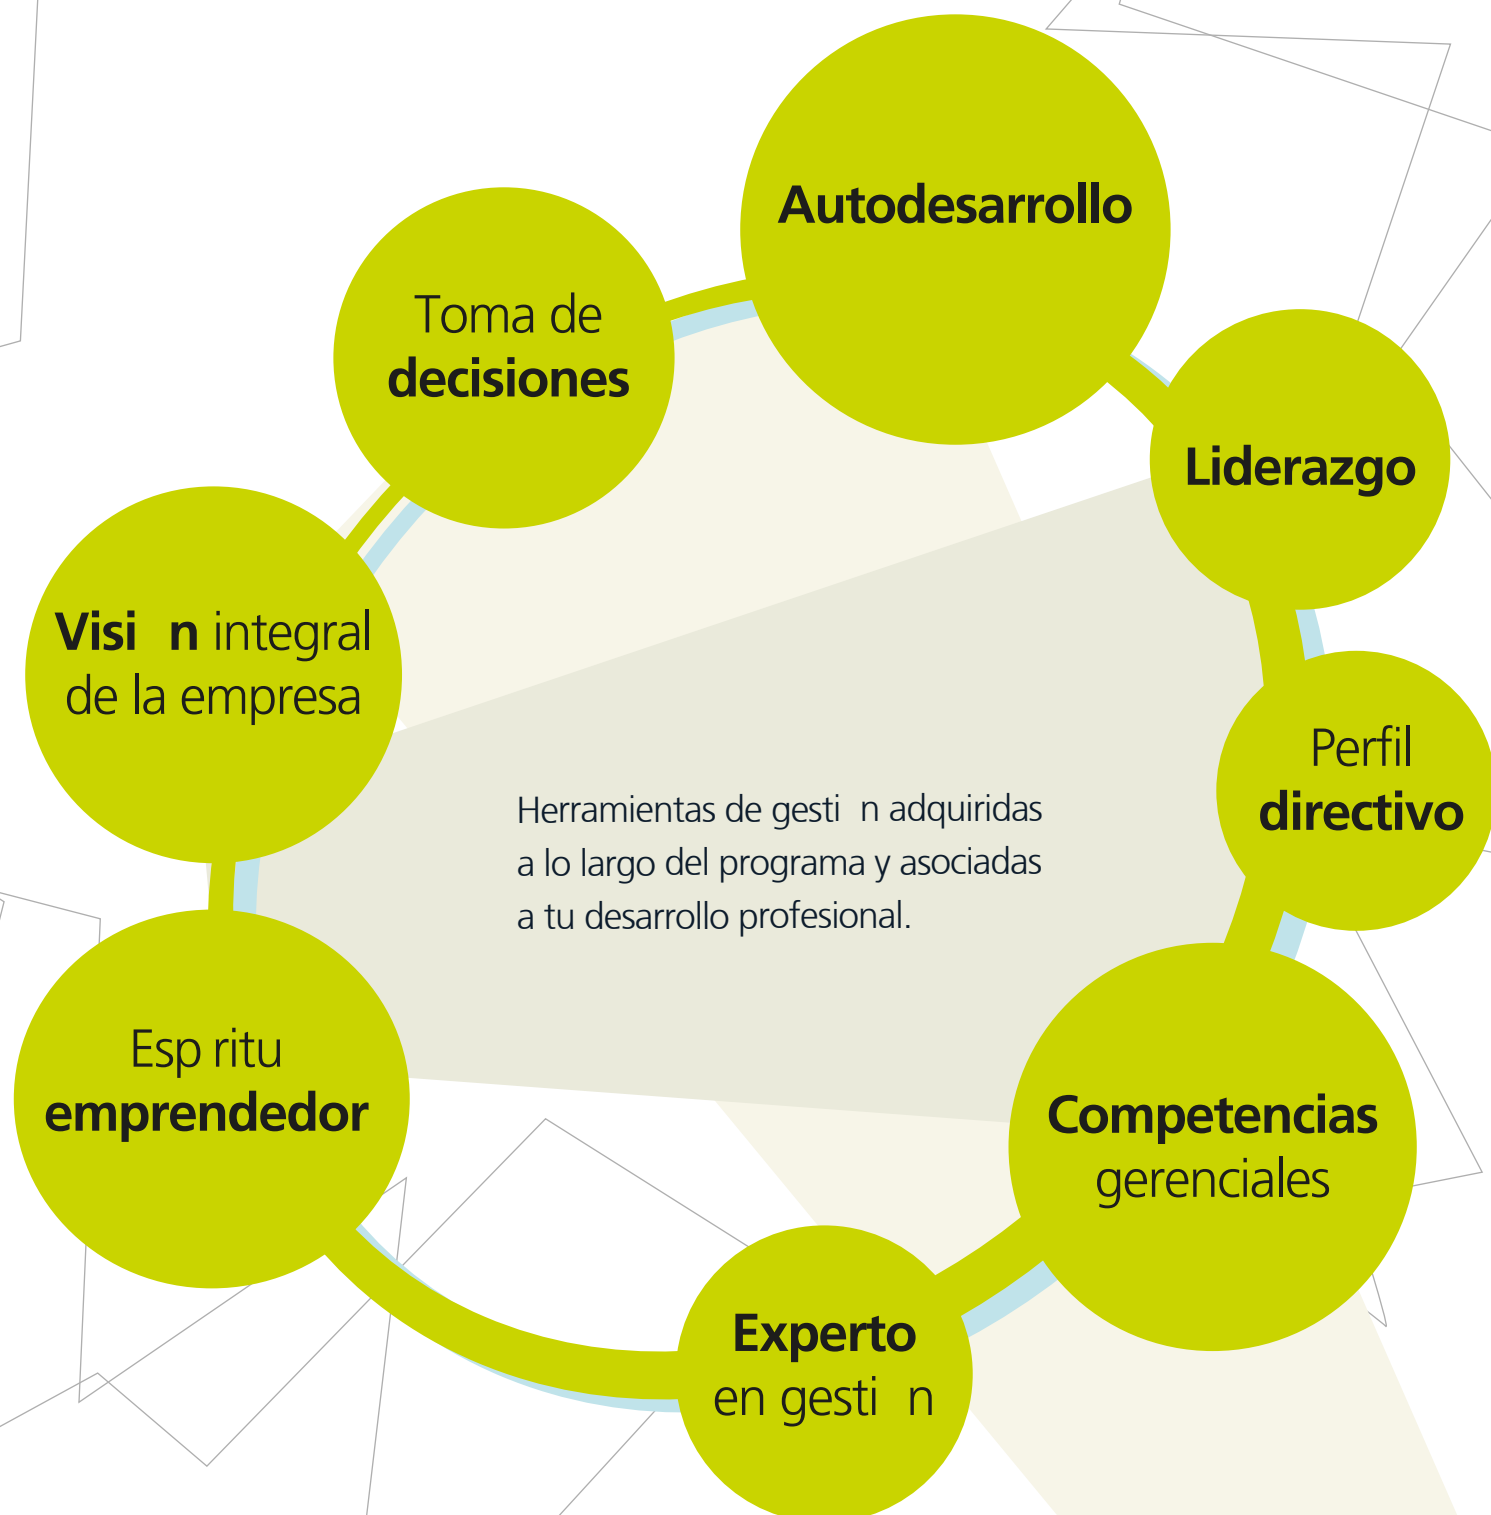 Autodesarrollo
Toma de
decisiones
Liderazgo
Visi n integral
de la empresa
Perfil
directivo
Herramientas de gesti n adquiridas
a lo largo del programa y asociadas
a tu desarrollo profesional.
Esp ritu
emprendedor
Competencias
gerenciales
Experto
en gesti n